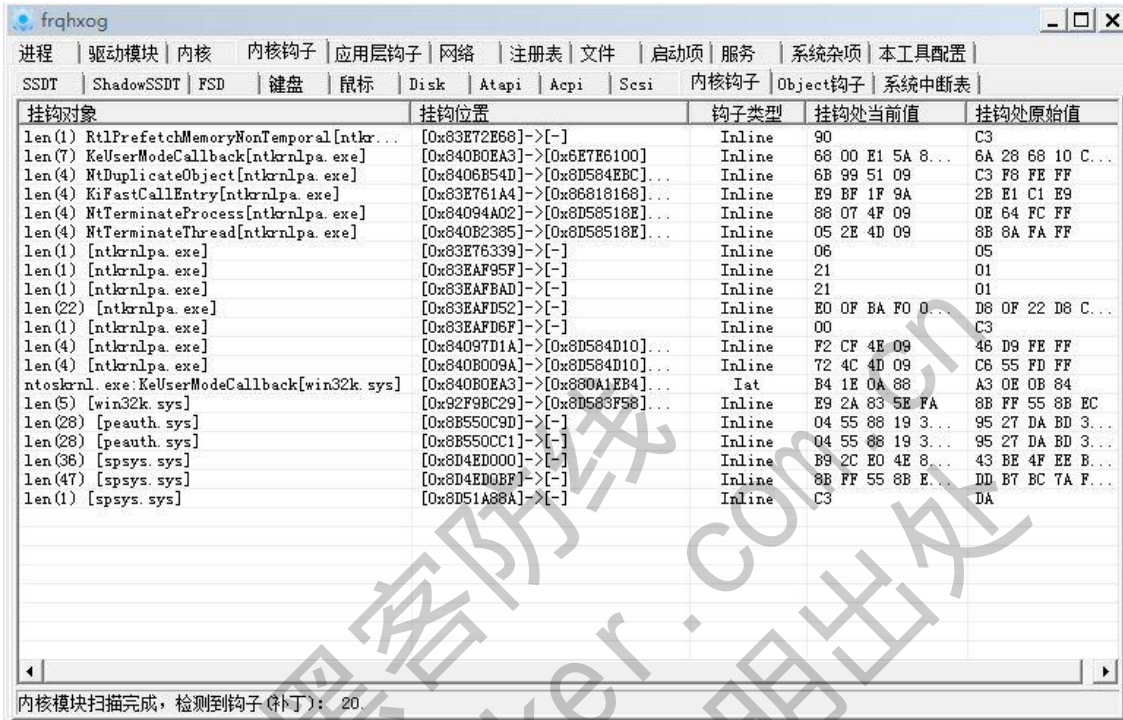 frqhxog
进程 | 驱动模块 | 内核 | 内核钩子 | 应用层钩子 | 网络 | 注册表 | 文件 | 启动项 | 服务 | 系统杂项 | 本工具配置 |
SSDT | ShadowSSDT | FSD | 键盘 | 鼠标 | Disk | Atapi | Acpi | Scsi | 内核钩子 | Object钩子 | 系统中断表 |
挂钩对象 挂钩位置 钩子类型 挂钩处当前值 挂钩处原始值
len(1) RtlPrefetchMemoryNonTemporal[ntkr... [0x83E72E68]->[-] Inline 90 C3
len(7) KeUserModeCallback[ntkrnlpa.exe] [0x840B0EA3]->[0x6E7E6100] Inline 68 00 E1 5A 8... 6A 28 68 10 C...
len(4) NtDuplicateObject[ntkrnlpa.exe] [0x8406B54D]->[0x8D584EBC]... Inline 6B 99 51 09 C3 F8 FE FF
len(4) KiFastCallEntry[ntkrnlpa.exe] [0x83E761A4]->[0x86818168]... Inline E9 BF 1F 9A 2B E1 C1 E9
len(4) NtTerminateProcess[ntkrnlpa.exe] [0x84094A02]->[0x8D58518E]... Inline 88 07 4F 09 0E 64 FC FF
len(4) NtTerminateThread[ntkrnlpa.exe] [0x840B2385]->[0x8D58518E]... Inline 05 2E 4D 09 8B 8A FA FF
len(1) [ntkrnlpa.exe] [0x83E76339]->[-] Inline 06 05
len(1) [ntkrnlpa.exe] [0x83EAF95F]->[-] Inline 21 01
len(1) [ntkrnlpa.exe] [0x83EAFBAD]->[-] Inline 21 01
len(22) [ntkrnlpa.exe] [0x83EAFD52]->[-] Inline E0 0F BA F0 0... D8 0F 22 D8 C...
len(1) [ntkrnlpa.exe] [0x83EAFD6F]->[-] Inline 00 C3
len(4) [ntkrnlpa.exe] [0x84097D1A]->[0x8D584D10]... Inline F2 CF 4E 09 46 D9 FE FF
len(4) [ntkrnlpa.exe] [0x840B009A]->[0x8D584D10]... Inline 72 4C 4D 09 C6 55 FD FF
ntoskrnl.exe:KeUserModeCallback[win32k.sys] [0x840B0EA3]->[0x880A1EB4]... Iat B4 1E 0A 88 A3 0E 0B 84
len(5) [win32k.sys] [0x92F9BC29]->[0x8D583F58]... Inline E9 2A 83 5E FA 8B FF 55 8B EC
len(28) [peauth.sys] [0x8B550C9D]->[-] Inline 04 55 88 19 3... 95 27 DA BD 3...
len(28) [peauth.sys] [0x8B550CC1]->[-] Inline 04 55 88 19 3... 95 27 DA BD 3...
len(36) [spsys.sys] [0x8D4ED000]->[-] Inline B9 2C E0 4E 8... 43 BE 4F EE B...
len(47) [spsys.sys] [0x8D4ED0BF]->[-] Inline 8B FF 55 8B E... DD B7 BC 7A F...
len(1) [spsys.sys] [0x8D51A88A]->[-] Inline C3 DA
内核模块扫描完成，检测到钩子(补丁)： 20.